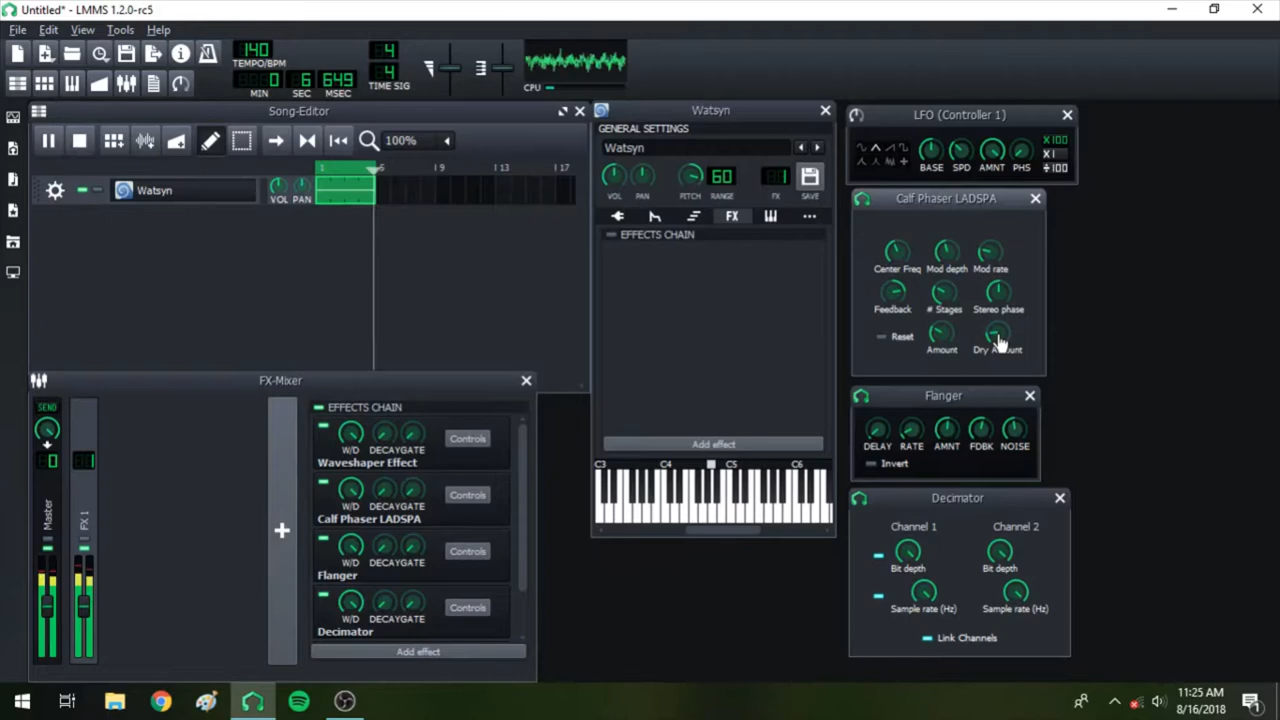 Untitled* - LMMS 1.2.0-rc5
File Edit View Tools Help
140
TEMPO/BPM
0 6 649
MIN SEC MSEC
4
4
TIME SIG
CPU
Song-Editor
100%
1 5 9 13 17
Watsyn
VOL PAN
Watsyn
GENERAL SETTINGS
Watsyn
60 1
VOL PAN PITCH RANGE FX SAVE
FX
EFFECTS CHAIN
Add effect
C3 C4 C5 C6
LFO (Controller 1)
BASE SPD AMNT PHS
X100
X1
÷100
Calf Phaser LADSPA
Center Freq Mod depth Mod rate
Feedback # Stages Stereo phase
Reset Amount Dry Amount
Flanger
DELAY RATE AMNT FDBK NOISE
Invert
Decimator
Channel 1 Channel 2
Bit depth Bit depth
Sample rate (Hz) Sample rate (Hz)
Link Channels
FX-Mixer
SEND
0 1
Master
FX 1
+
EFFECTS CHAIN
W/D DECAY GATE Controls
Waveshaper Effect
W/D DECAY GATE Controls
Calf Phaser LADSPA
W/D DECAY GATE Controls
Flanger
W/D DECAY GATE Controls
Decimator
Add effect
11:25 AM
8/16/2018